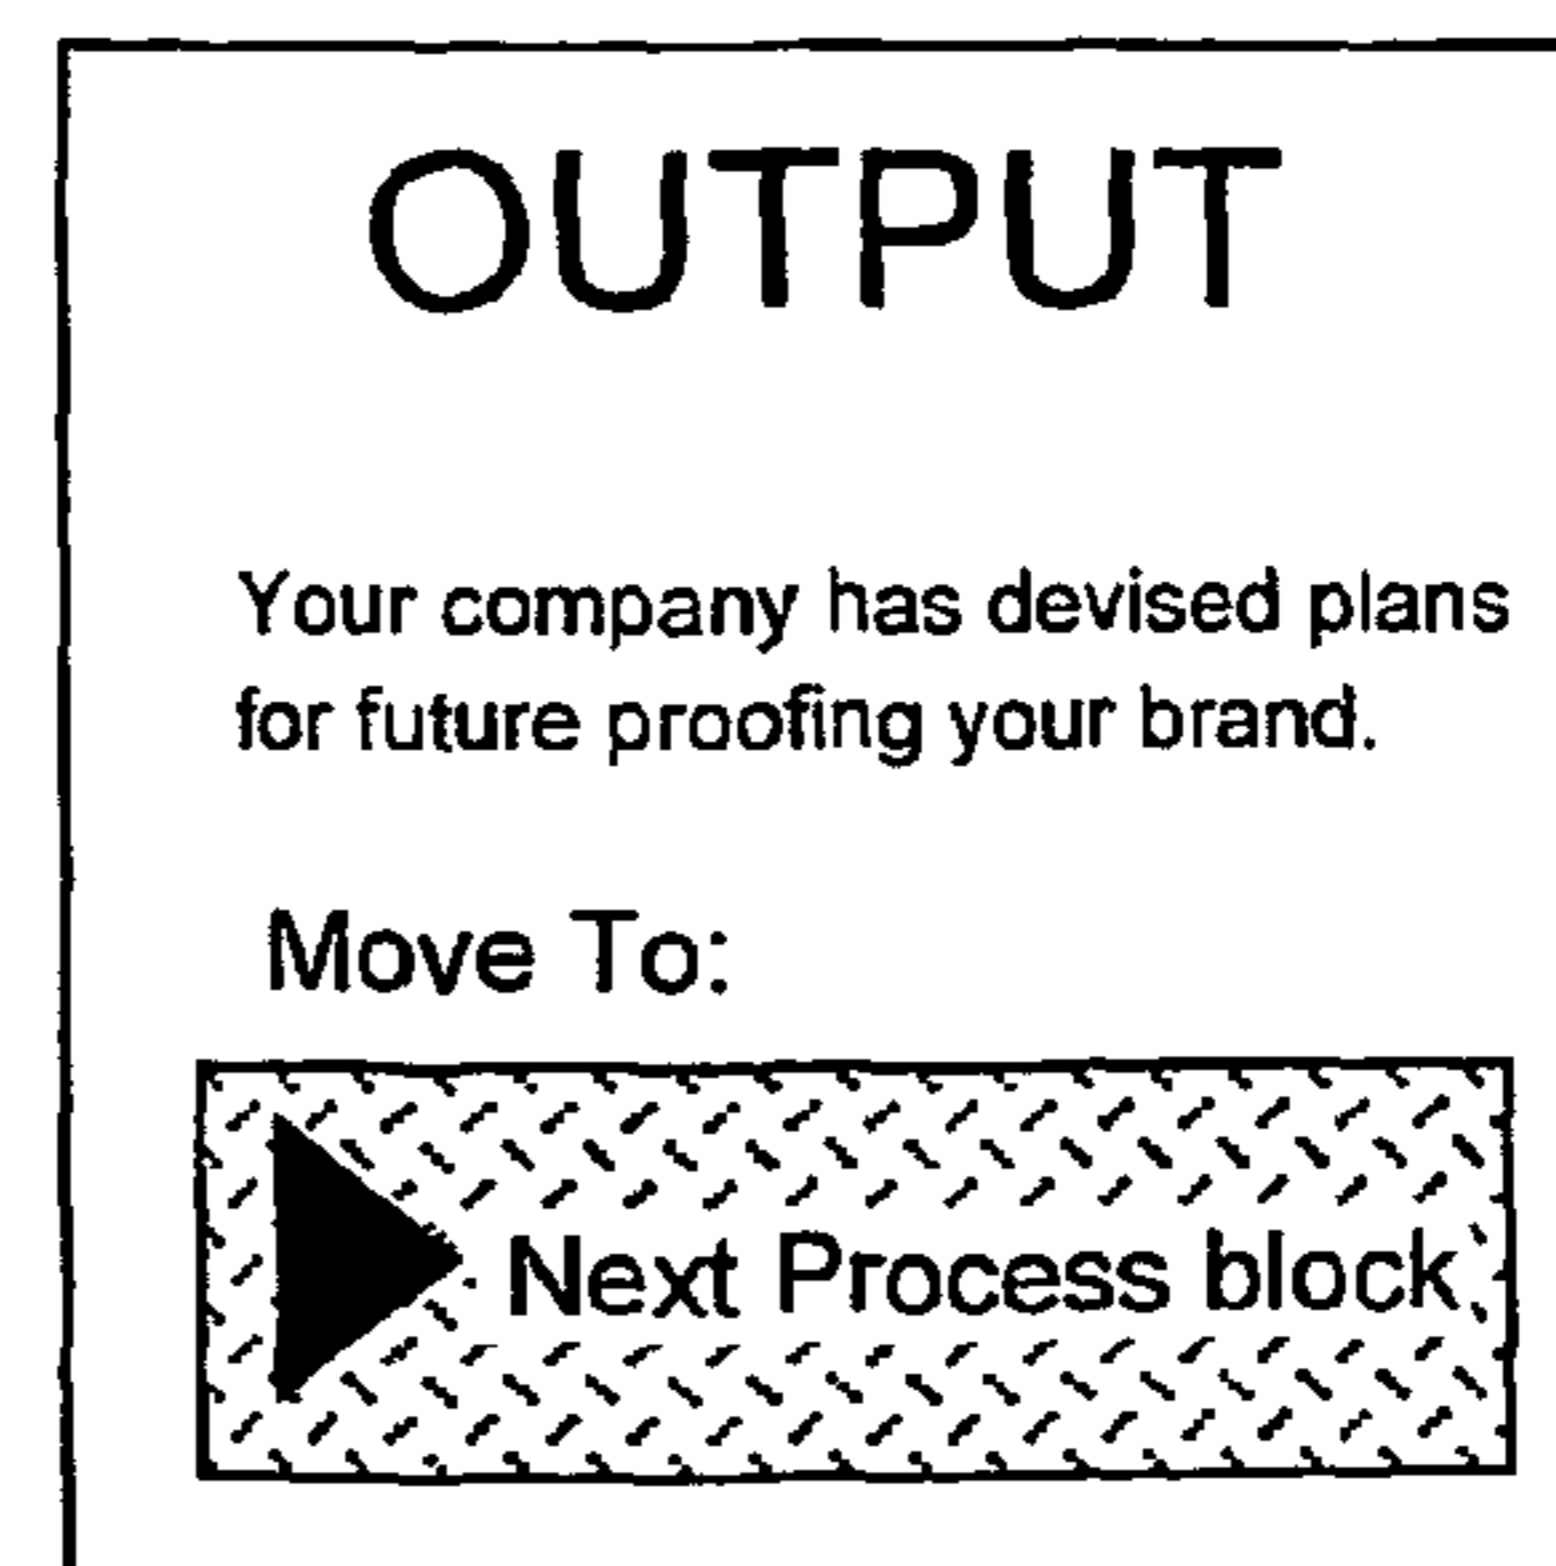 OUTPUT
Your company has devised plans
for future proofing your brand.
Move To:
Next Process block